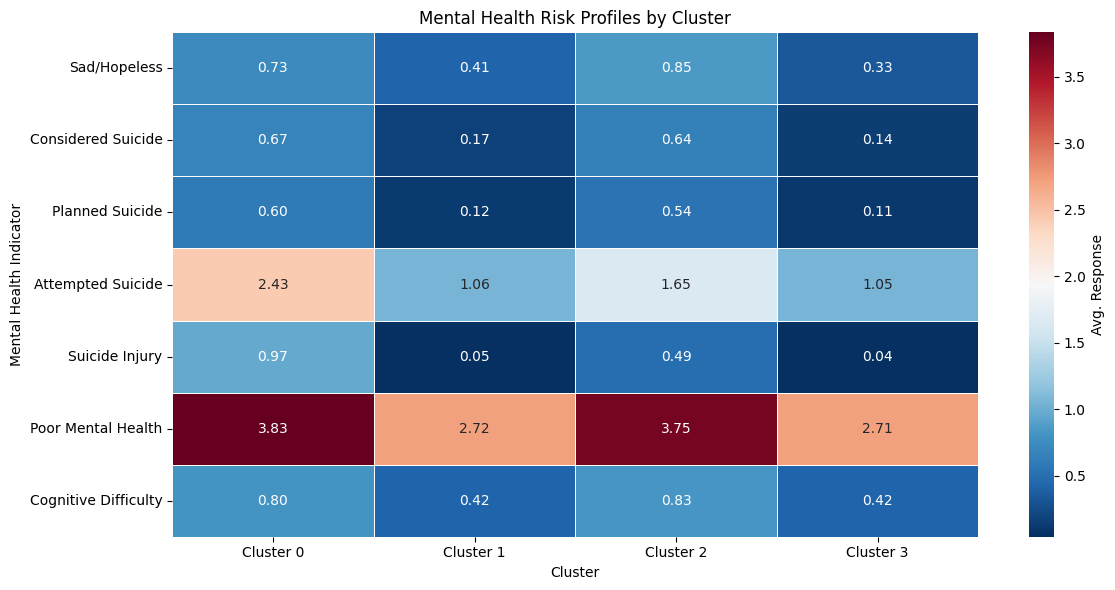 Mental Health Risk Profiles by Cluster
Sad/Hopeless 0.73 0.41 0.85 0.33
Considered Suicide 0.67 0.17 0.64 0.14
Planned Suicide 0.60 0.12 0.54 0.11
Attempted Suicide 2.43 1.06 1.65 1.05
Suicide Injury 0.97 0.05 0.49 0.04
Poor Mental Health 3.83 2.72 3.75 2.71
Cognitive Difficulty 0.80 0.42 0.83 0.42
Cluster 0 Cluster 1 Cluster 2 Cluster 3
Cluster
Mental Health Indicator
3.5
3.0
2.5
2.0
1.5
1.0
0.5
Avg. Response